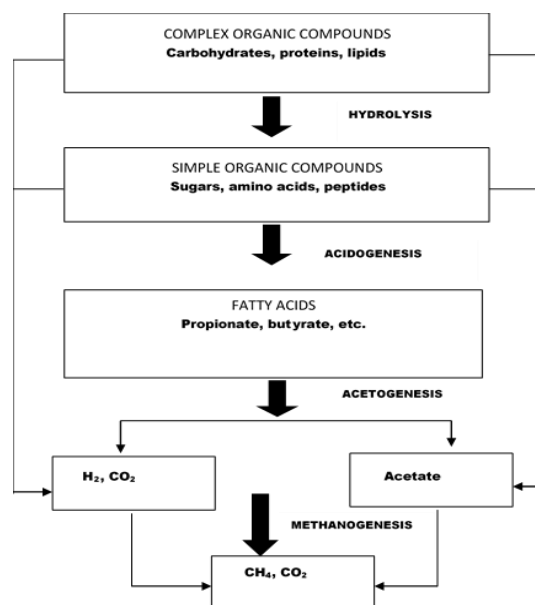 COMPLEX ORGANIC COMPOUNDS
Carbohydrates, proteins, lipids
HYDROLYSIS
SIMPLE ORGANIC COMPOUNDS
Sugars, amino acids, peptides
ACIDOGENESIS
FATTY ACIDS
Propionate, butyrate, etc.
ACETOGENESIS
H₂, CO₂
Acetate
METHANOGENESIS
CH₄, CO₂